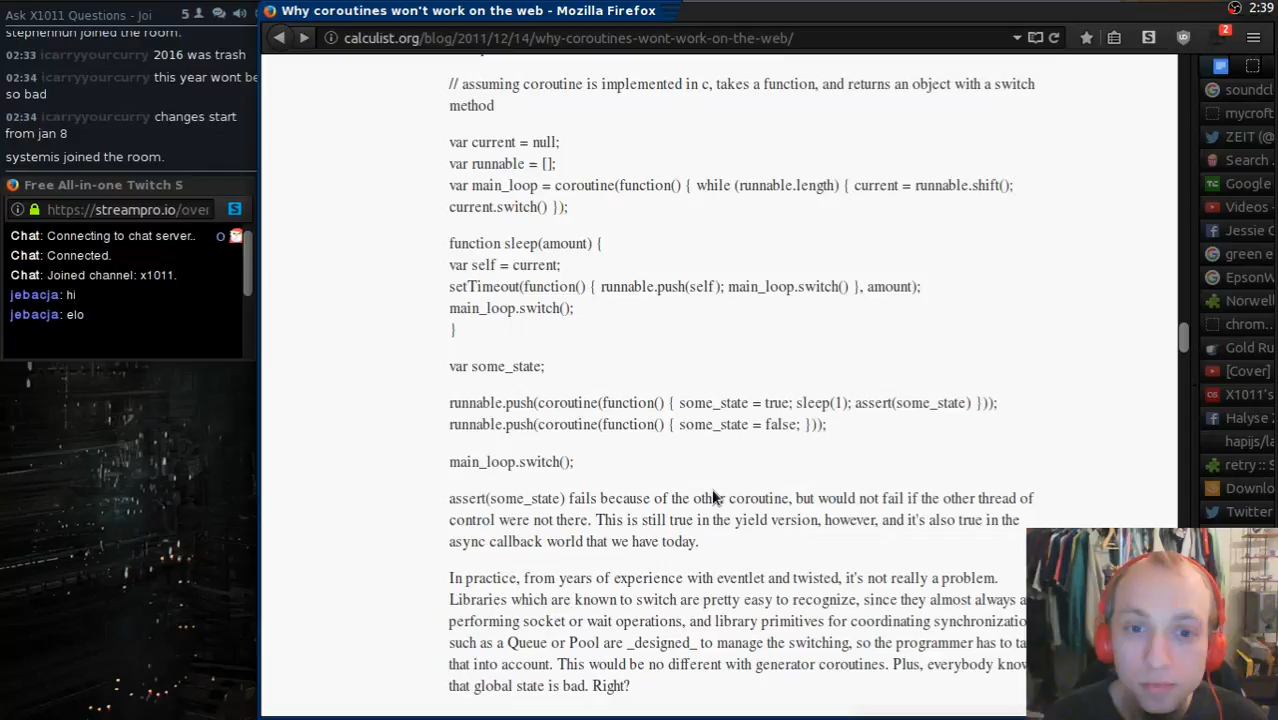 Ask X1011 Questions - Joi
5
Why coroutines won't work on the web - Mozilla Firefox
2:39
stephenhun joined the room.
02:33 icarryyourcurry 2016 was trash
02:34 icarryyourcurry this year wont be
so bad
02:34 icarryyourcurry changes start
from jan 8
systemis joined the room.
Free All-in-one Twitch S
https://streampro.io/over
Chat: Connecting to chat server..
Chat: Connected.
Chat: Joined channel: x1011.
jebacja: hi
jebacja: elo
calculist.org/blog/2011/12/14/why-coroutines-wont-work-on-the-web/
2
// assuming coroutine is implemented in c, takes a function, and returns an object with a switch
method
var current = null;
var runnable = [];
var main_loop = coroutine(function() { while (runnable.length) { current = runnable.shift();
current.switch() });
function sleep(amount) {
var self = current;
setTimeout(function() { runnable.push(self); main_loop.switch() }, amount);
main_loop.switch();
}
var some_state;
runnable.push(coroutine(function() { some_state = true; sleep(1); assert(some_state) }));
runnable.push(coroutine(function() { some_state = false; }));
main_loop.switch();
assert(some_state) fails because of the other coroutine, but would not fail if the other thread of
control were not there. This is still true in the yield version, however, and it's also true in the
async callback world that we have today.
In practice, from years of experience with eventlet and twisted, it's not really a problem.
Libraries which are known to switch are pretty easy to recognize, since they almost always a
performing socket or wait operations, and library primitives for coordinating synchronizatio
such as a Queue or Pool are _designed_ to manage the switching, so the programmer has to ta
that into account. This would be no different with generator coroutines. Plus, everybody know
that global state is bad. Right?
soundcl
mycroft
ZEIT (@
Search
Google
Videos -
Jessie C
green e
EpsonW
Norwell
chrom...
Gold Ru
[Cover]
X1011's
Halyse Z
hapijs/l
retry :: S
Downlo
Twitter